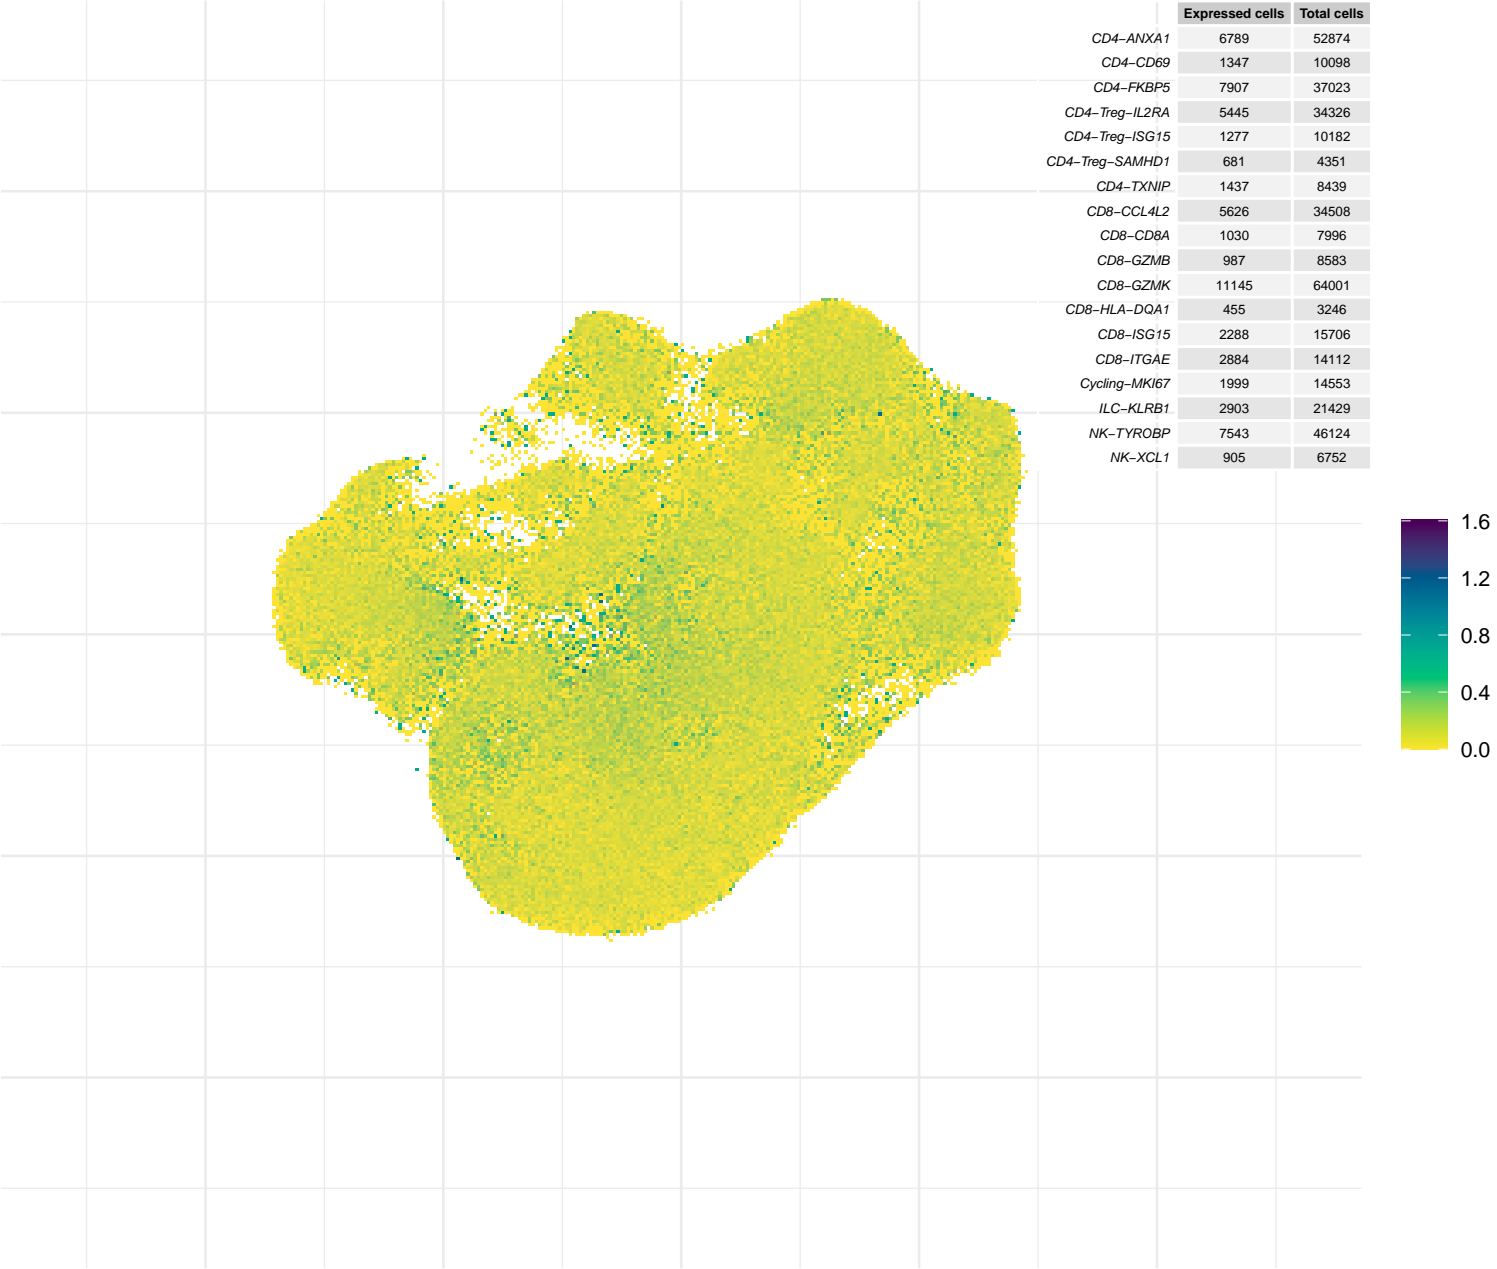 Expressed cells Total cells
CD4−ANXA1 6789 52874
CD4−CD69 1347 10098
CD4−FKBP5 7907 37023
CD4−Treg−IL2RA 5445 34326
CD4−Treg−ISG15 1277 10182
CD4−Treg−SAMHD1 681 4351
CD4−TXNIP 1437 8439
CD8−CCL4L2 5626 34508
CD8−CD8A 1030 7996
CD8−GZMB 987 8583
CD8−GZMK 11145 64001
CD8−HLA−DQA1 455 3246
CD8−ISG15 2288 15706
CD8−ITGAE 2884 14112
Cycling−MKI67 1999 14553
ILC−KLRB1 2903 21429
NK−TYROBP 7543 46124
NK−XCL1 905 6752
1.6
1.2
0.8
0.4
0.0